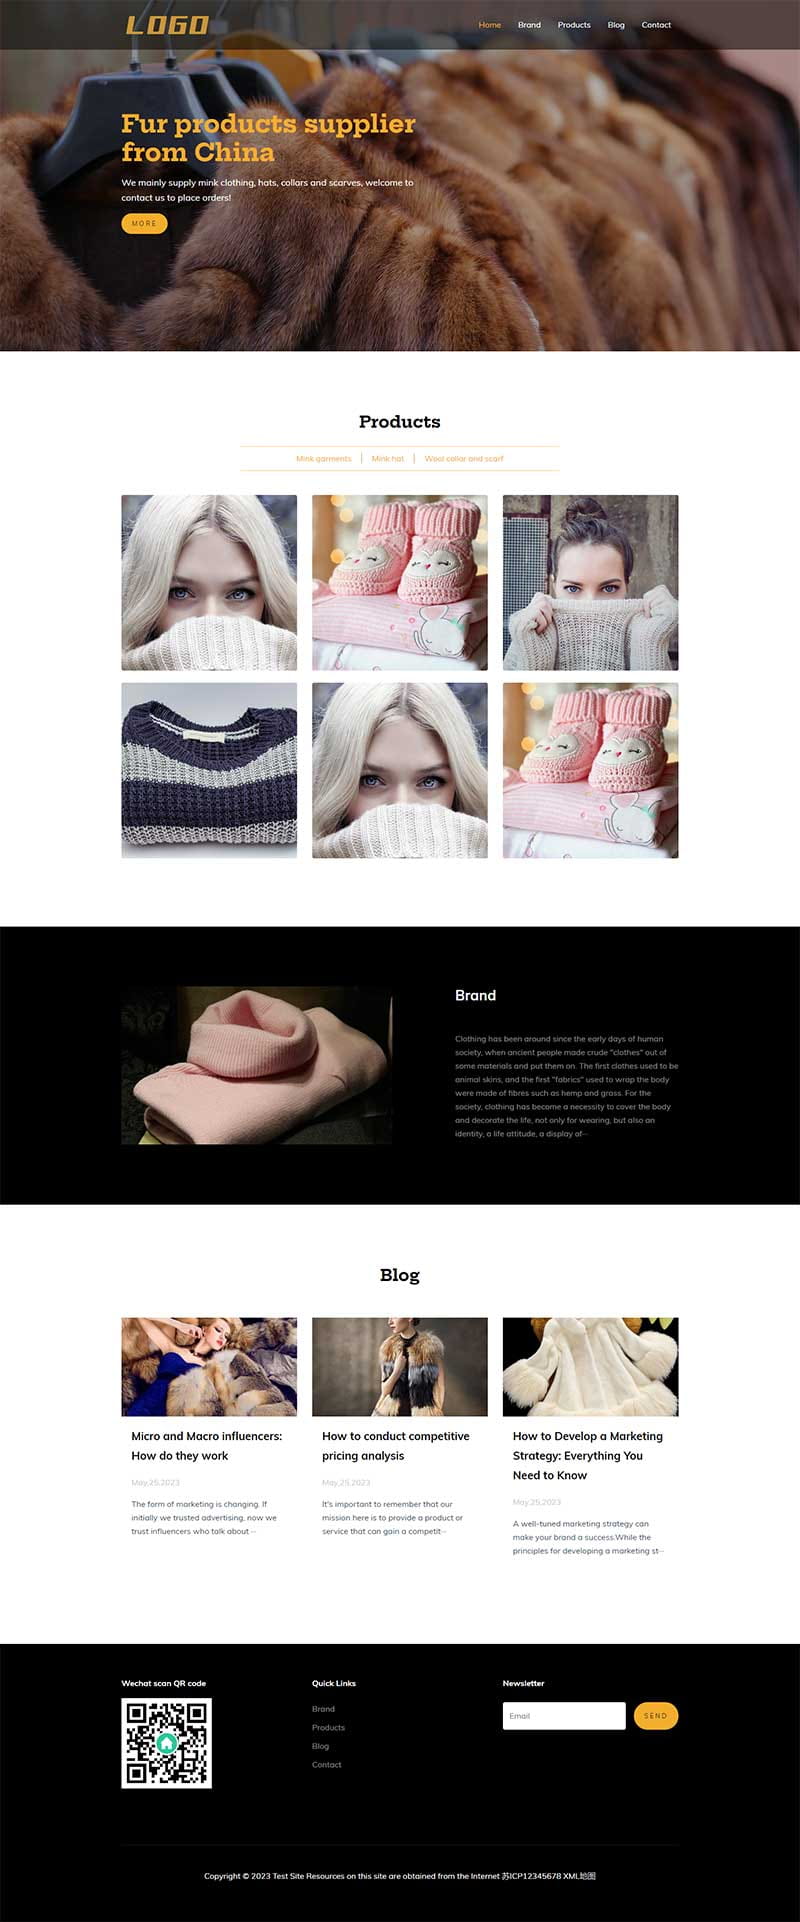 LOGO
Home Brand Products Blog Contact
Fur products supplier
from China
We mainly supply mink clothing, hats, collars and scarves, welcome to
contact us to place orders!
MORE
Products
Mink garments Mink hat Wool collar and scarf
Brand
Clothing has been around since the early days of human
society, when ancient people made crude "clothes" out of
some materials and put them on. The first clothes used to be
animal skins, and the first "fabrics" used to wrap the body
were made of fibres such as hemp and grass. For the
society, clothing has become a necessity to cover the body
and decorate the life, not only for wearing, but also an
identity, a life attitude, a display of···
Blog
Micro and Macro influencers:
How do they work
May,25,2023
The form of marketing is changing. If
initially we trusted advertising, now we
trust influencers who talk about ···
How to conduct competitive
pricing analysis
May,25,2023
It's important to remember that our
mission here is to provide a product or
service that can gain a competit···
How to Develop a Marketing
Strategy: Everything You
Need to Know
May,25,2023
A well-tuned marketing strategy can
make your brand a success.While the
principles for developing a marketing st···
Wechat scan QR code
Quick Links
Brand
Products
Blog
Contact
Newsletter
Email
SEND
Copyright © 2023 Test Site Resources on this site are obtained from the Internet 苏ICP12345678 XML地图